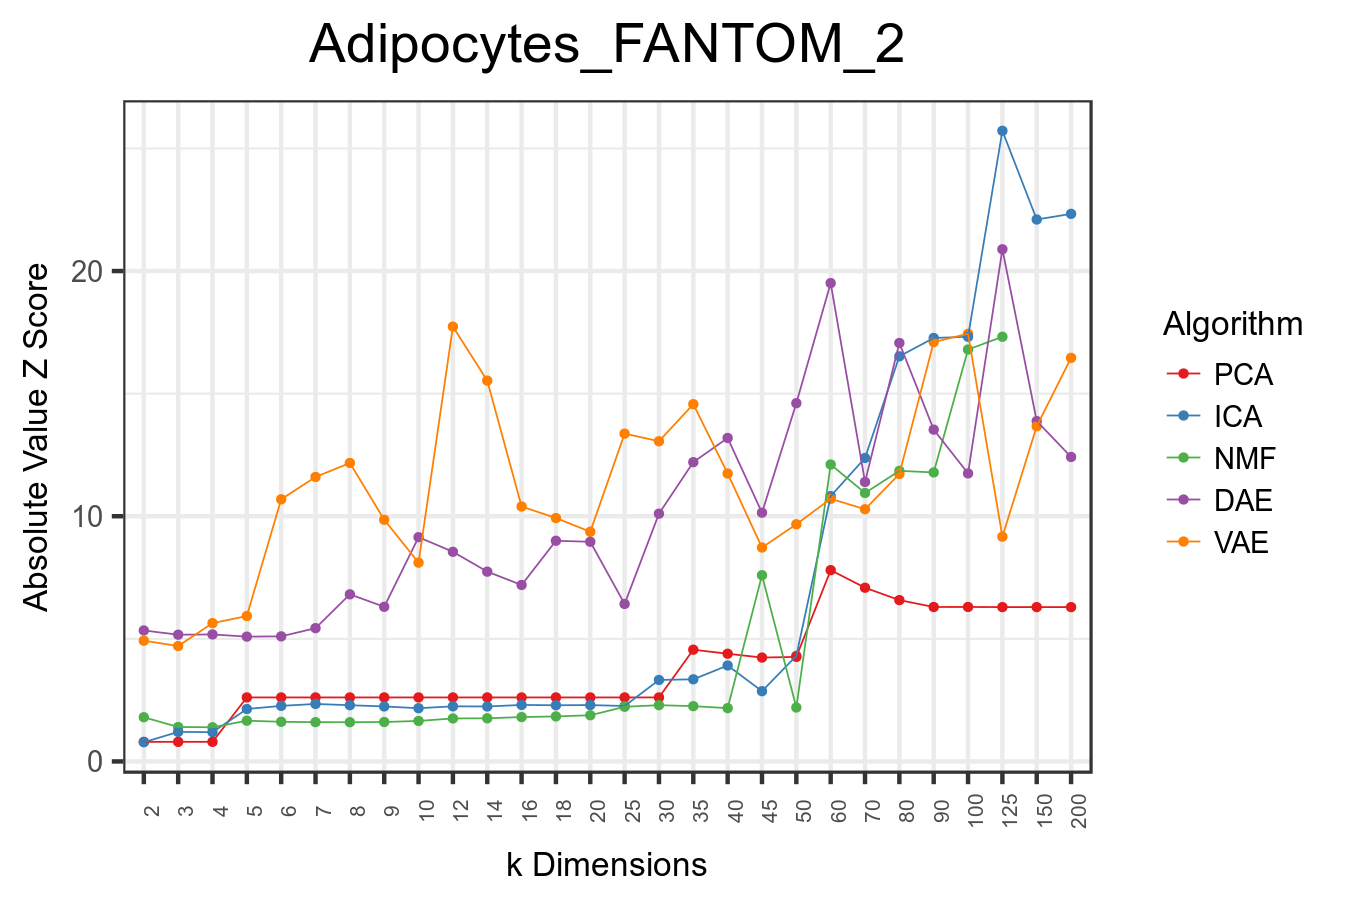 Adipocytes_FANTOM_2
Absolute Value Z Score
20
10
0
2 3 4 5 6 7 8 9 10 12 14 16 18 20 25 30 35 40 45 50 60 70 80 90 100 125 150 200
k Dimensions
Algorithm
PCA
ICA
NMF
DAE
VAE